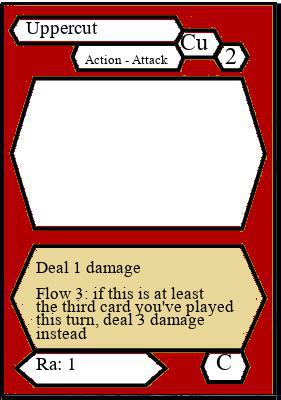 Uppercut
Cu
2
Action - Attack
Deal 1 damage
Flow 3: if this is at least
the third card you've played
this turn, deal 3 damage
instead
Ra: 1
C